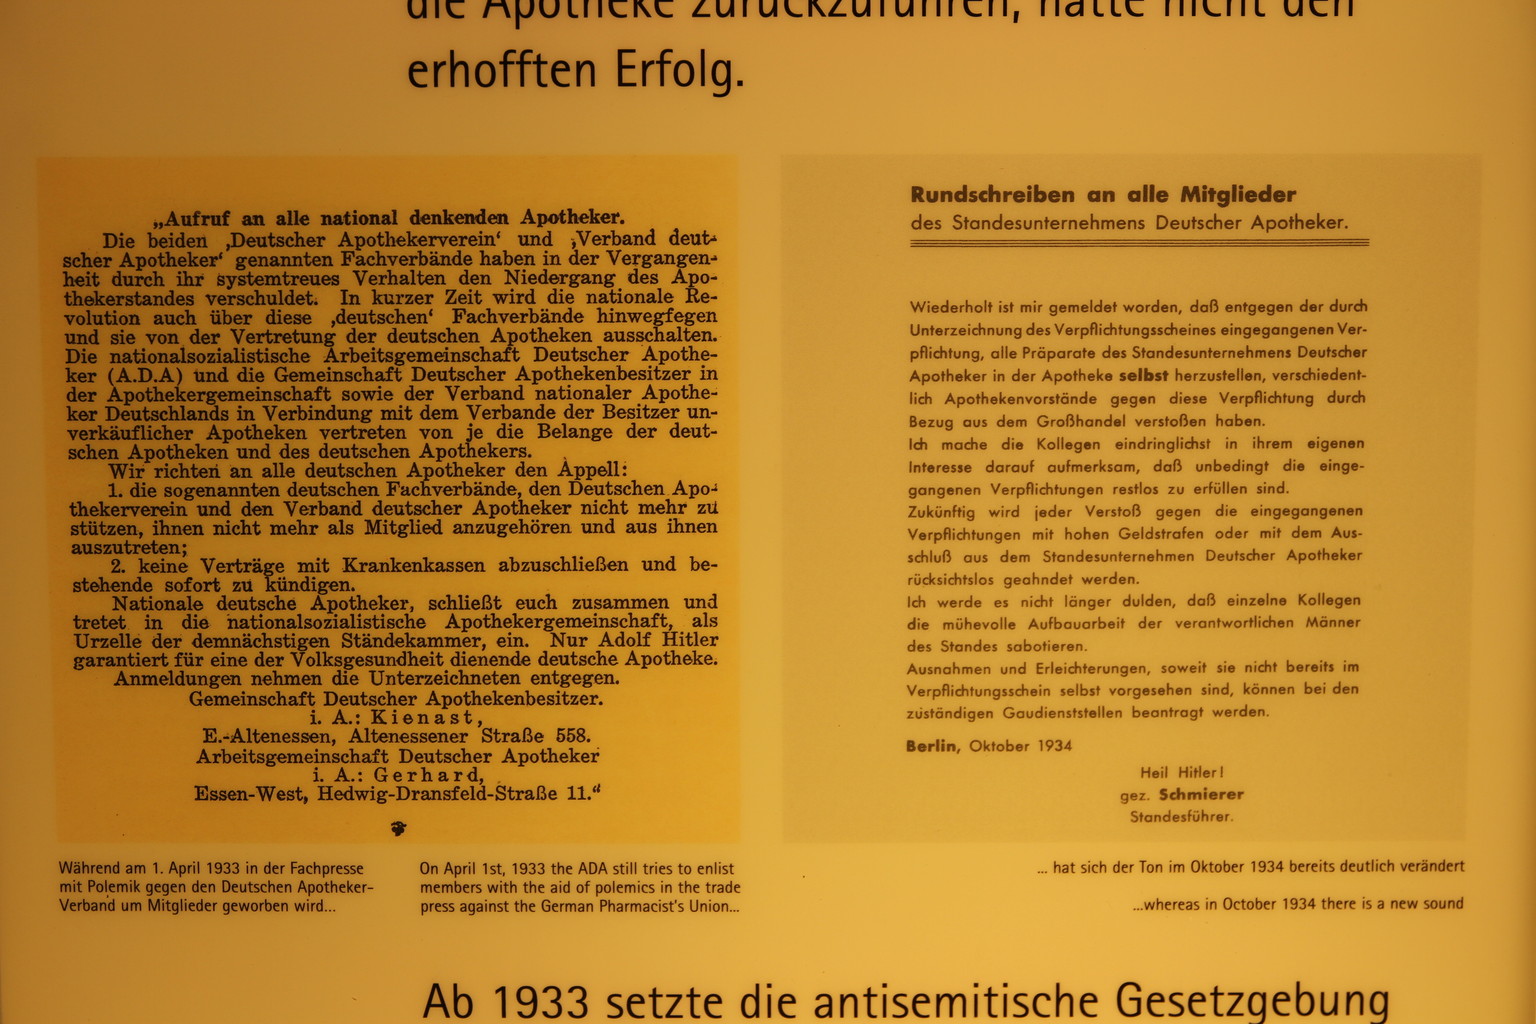 die Apotheke zurückzuführen, hatte nicht den
erhofften Erfolg.
„Aufruf an alle national denkenden Apotheker.
Die beiden ‚Deutscher Apothekerverein‘ und ‚Verband deut-
scher Apotheker‘ genannten Fachverbände haben in der Vergangen-
heit durch ihr systemtreues Verhalten den Niedergang des Apo-
thekerstandes verschuldet. In kurzer Zeit wird die nationale Re-
volution auch über diese ‚deutschen‘ Fachverbände hinwegfegen
und sie von der Vertretung der deutschen Apotheken ausschalten.
Die nationalsozialistische Arbeitsgemeinschaft Deutscher Apothe-
ker (A.D.A) und die Gemeinschaft Deutscher Apothekenbesitzer in
der Apothekergemeinschaft sowie der Verband nationaler Apothe-
ker Deutschlands in Verbindung mit dem Verbande der Besitzer un-
verkäuflicher Apotheken vertreten von je die Belange der deut-
schen Apotheken und des deutschen Apothekers.
Wir richten an alle deutschen Apotheker den Appell:
1. die sogenannten deutschen Fachverbände, den Deutschen Apo-
thekerverein und den Verband deutscher Apotheker nicht mehr zu
stützen, ihnen nicht mehr als Mitglied anzugehören und aus ihnen
auszutreten;
2. keine Verträge mit Krankenkassen abzuschließen und be-
stehende sofort zu kündigen.
Nationale deutsche Apotheker, schließt euch zusammen und
tretet in die nationalsozialistische Apothekergemeinschaft, als
Urzelle der demnächstigen Ständekammer, ein. Nur Adolf Hitler
garantiert für eine der Volksgesundheit dienende deutsche Apotheke.
Anmeldungen nehmen die Unterzeichneten entgegen.
Gemeinschaft Deutscher Apothekenbesitzer.
i. A.: Kienast,
E.-Altenessen, Altenessener Straße 558.
Arbeitsgemeinschaft Deutscher Apotheker
i. A.: Gerhard,
Essen-West, Hedwig-Dransfeld-Straße 11.“
Während am 1. April 1933 in der Fachpresse
mit Polemik gegen den Deutschen Apotheker-
Verband um Mitglieder geworben wird...
On April 1st, 1933 the ADA still tries to enlist
members with the aid of polemics in the trade
press against the German Pharmacist's Union...
Rundschreiben an alle Mitglieder
des Standesunternehmens Deutscher Apotheker.
Wiederholt ist mir gemeldet worden, daß entgegen der durch
Unterzeichnung des Verpflichtungsscheines eingegangenen Ver-
pflichtung, alle Präparate des Standesunternehmens Deutscher
Apotheker in der Apotheke selbst herzustellen, verschiedent-
lich Apothekenvorstände gegen diese Verpflichtung durch
Bezug aus dem Großhandel verstoßen haben.
Ich mache die Kollegen eindringlichst in ihrem eigenen
Interesse darauf aufmerksam, daß unbedingt die einge-
gangenen Verpflichtungen restlos zu erfüllen sind.
Zukünftig wird jeder Verstoß gegen die eingegangenen
Verpflichtungen mit hohen Geldstrafen oder mit dem Aus-
schluß aus dem Standesunternehmen Deutscher Apotheker
rücksichtslos geahndet werden.
Ich werde es nicht länger dulden, daß einzelne Kollegen
die mühevolle Aufbauarbeit der verantwortlichen Männer
des Standes sabotieren.
Ausnahmen und Erleichterungen, soweit sie nicht bereits im
Verpflichtungsschein selbst vorgesehen sind, können bei den
zuständigen Gaudienststellen beantragt werden.
Berlin, Oktober 1934
Heil Hitler!
gez. Schmierer
Standesführer.
... hat sich der Ton im Oktober 1934 bereits deutlich verändert
...whereas in October 1934 there is a new sound
Ab 1933 setzte die antisemitische Gesetzgebung